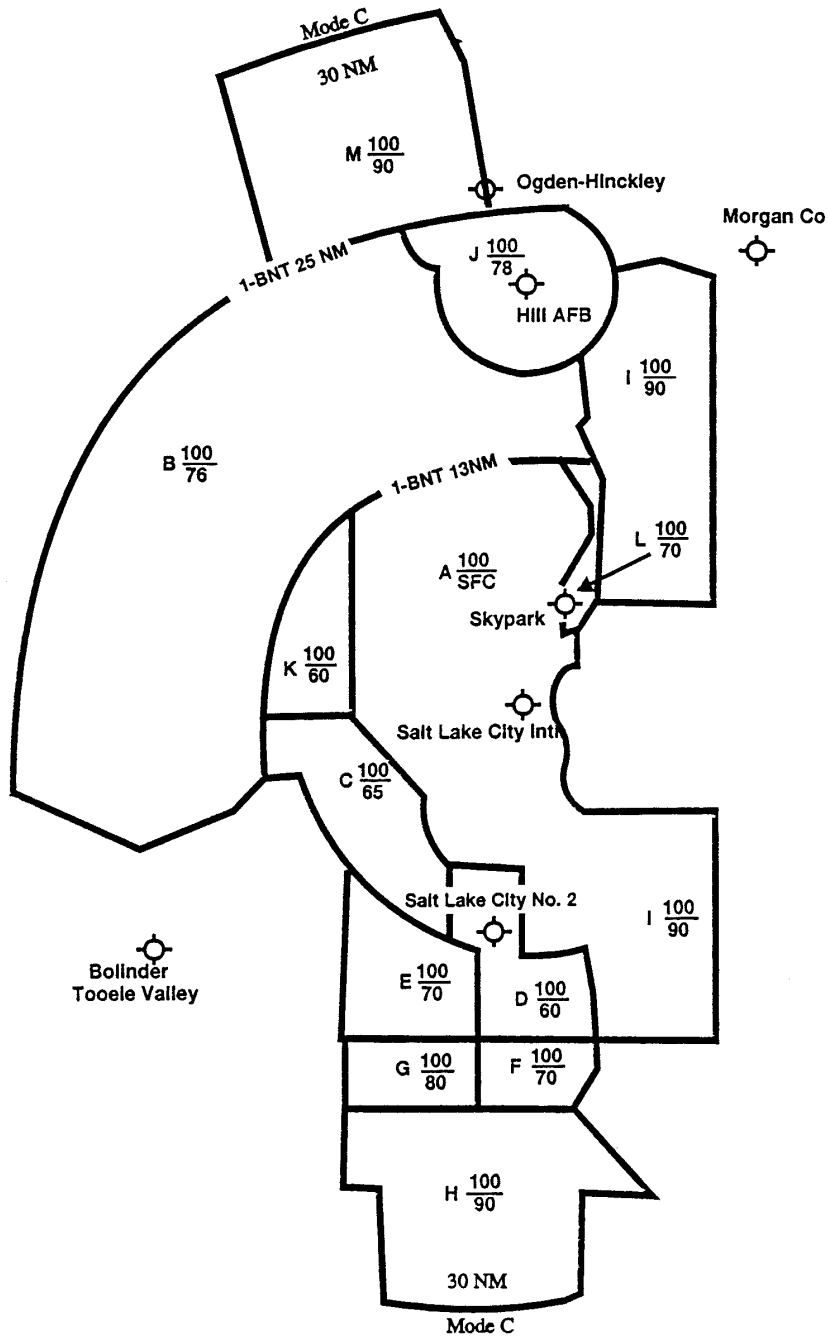 Mode C
30 NM
M 100
90
Ogden-Hinckley
Morgan Co
J 100
78
1-BNT 25 NM
Hill AFB
I 100
90
B 100
76
1-BNT 13NM
L 100
70
A 100
SFC
Skypark
K 100
60
Salt Lake City Intl
C 100
65
Salt Lake City No. 2
I 100
90
Bolinder
Tooele Valley
E 100
70
D 100
60
G 100
80
F 100
70
H 100
90
30 NM
Mode C